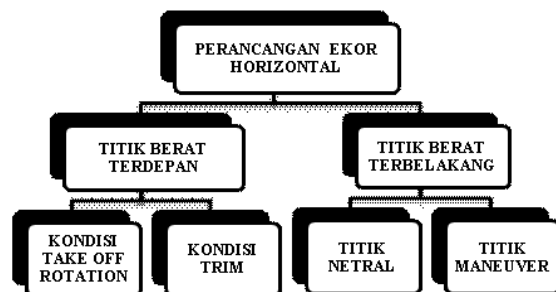 PERANCANGAN EKOR
HORIZONTAL
TITIK BERAT
TERDEPAN
TITIK BERAT
TERBELAKANG
KONDISI
TAKE OFF
ROTATION
KONDISI
TRIM
TITIK
NETRAL
TITIK
MANEUVER